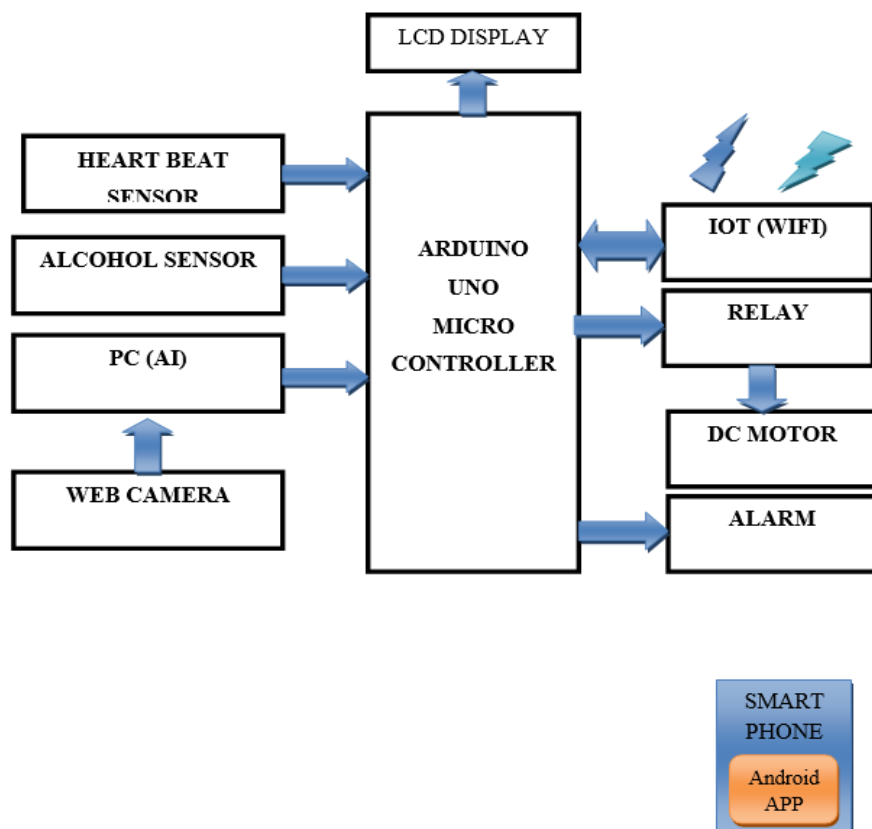 LCD DISPLAY
HEART BEAT
SENSOR
ALCOHOL SENSOR
PC (AI)
WEB CAMERA
ARDUINO
UNO
MICRO
CONTROLLER
IOT (WIFI)
RELAY
DC MOTOR
ALARM
SMART
PHONE
Android
APP